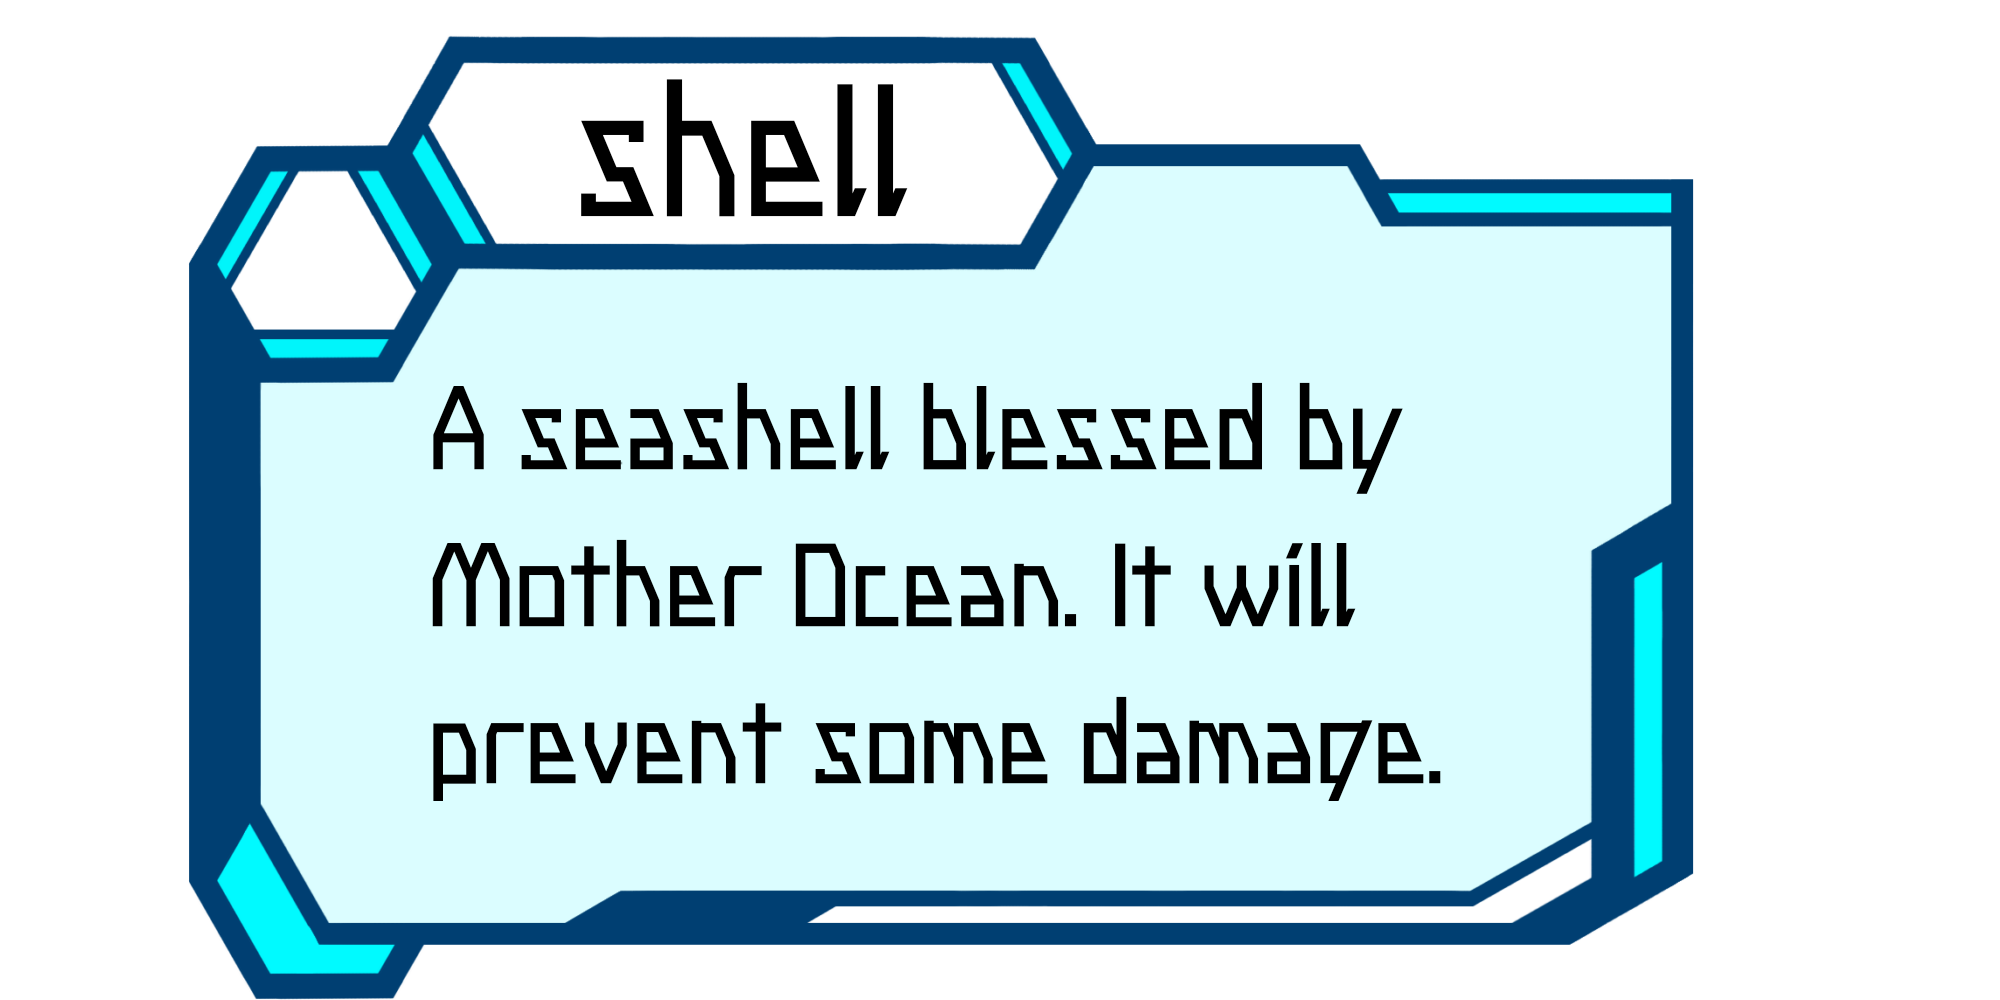 shell
A seashell blessed by
Mother Ocean. It will
prevent some damage.